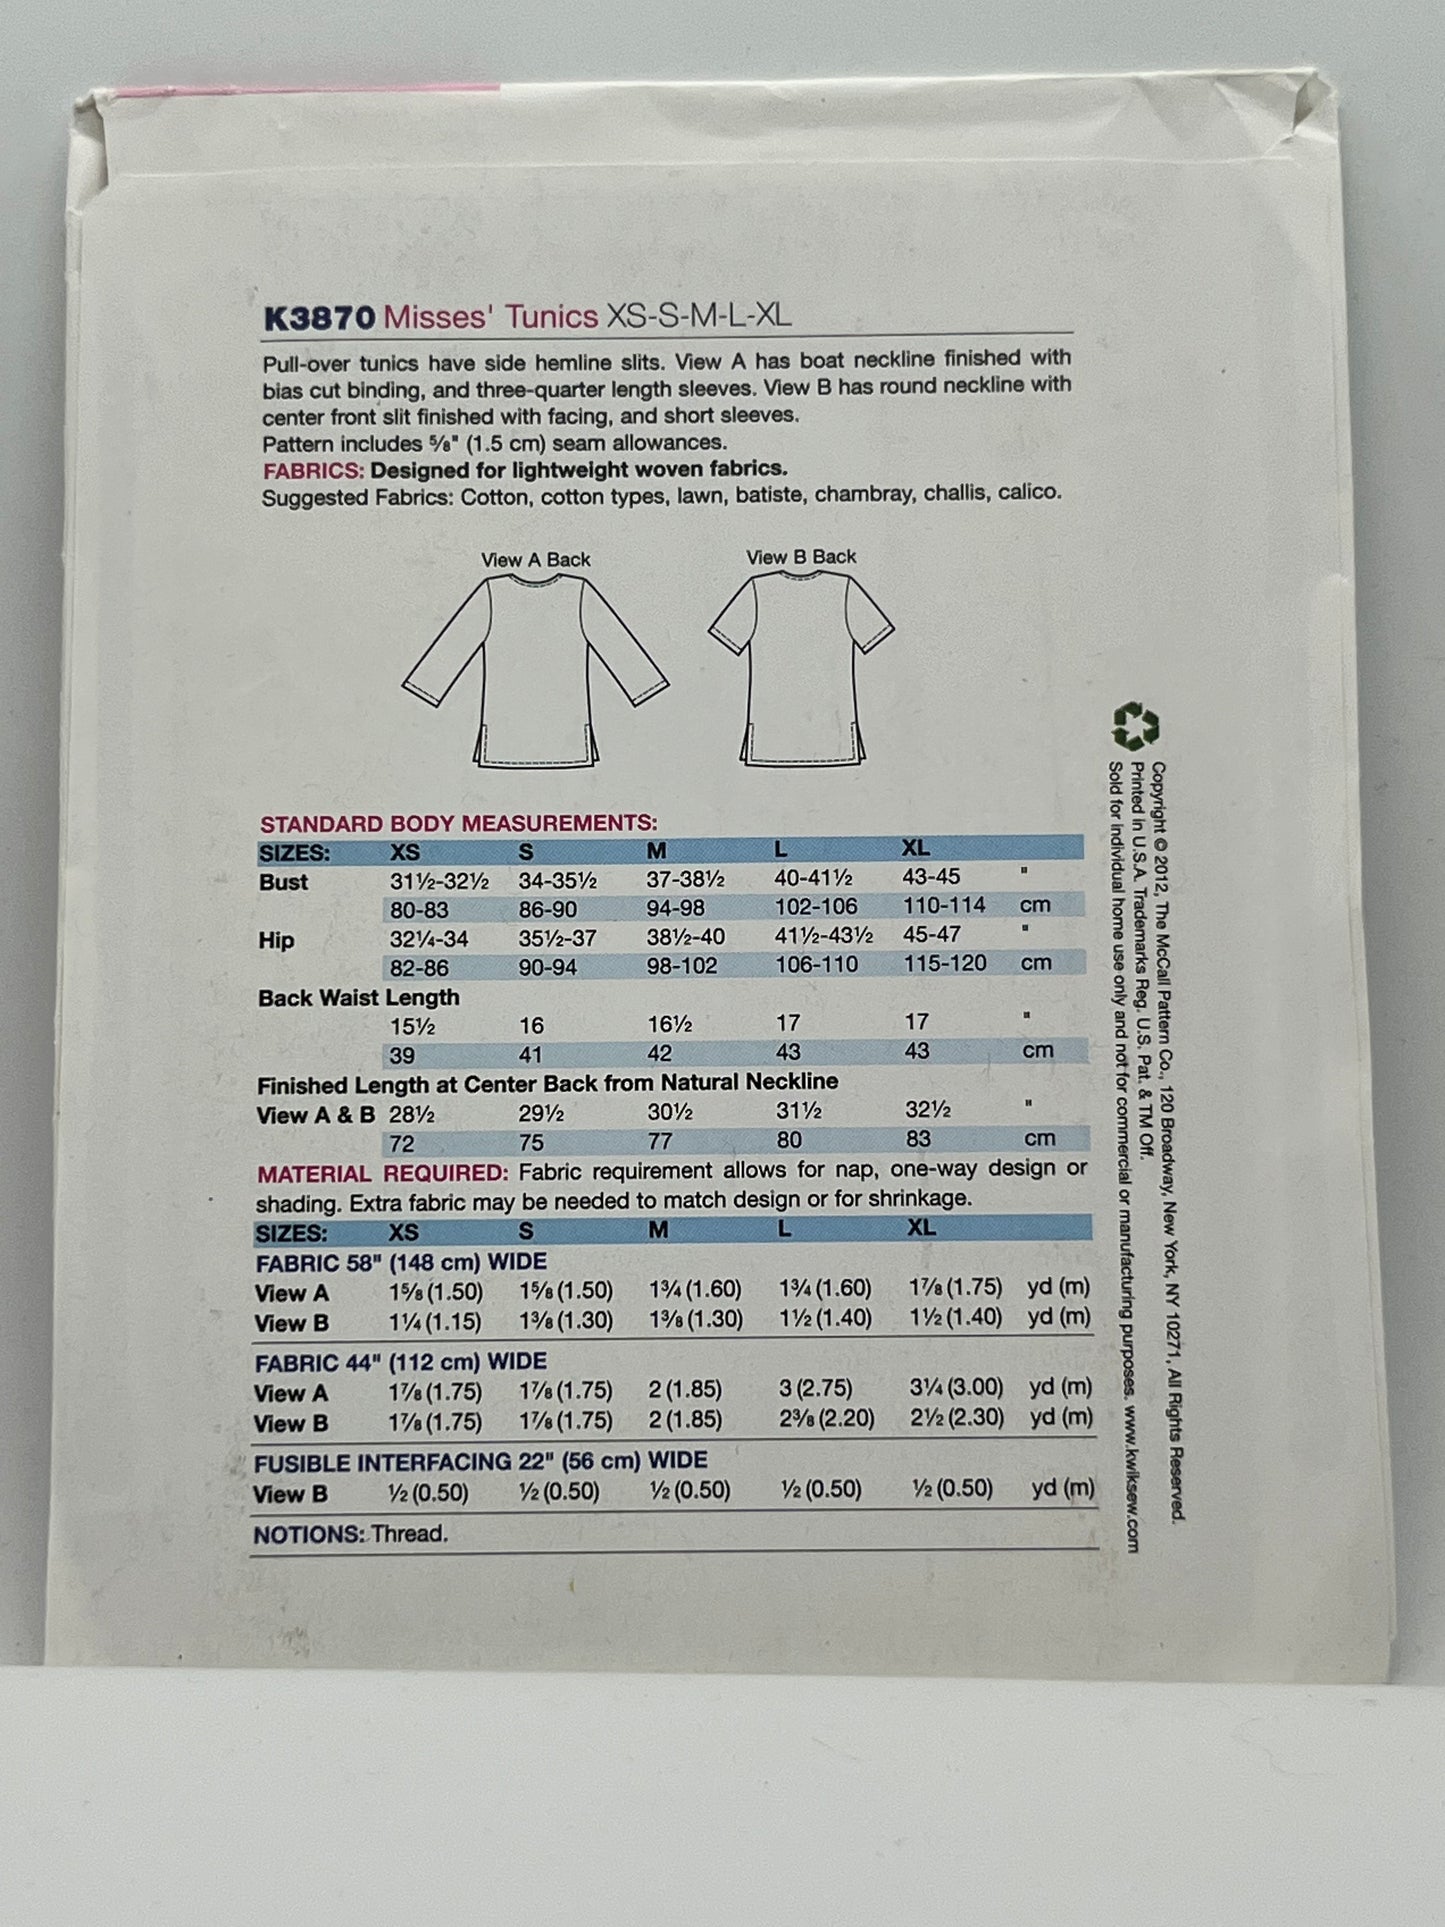 K3870 Misses' Tunics XS-S-M-L-XL
Pull-over tunics have side hemline slits. View A has boat neckline finished with
bias cut binding, and three-quarter length sleeves. View B has round neckline with
center front slit finished with facing, and short sleeves.
Pattern includes ⅝" (1.5 cm) seam allowances.
FABRICS: Designed for lightweight woven fabrics.
Suggested Fabrics: Cotton, cotton types, lawn, batiste, chambray, challis, calico.
View A Back View B Back
STANDARD BODY MEASUREMENTS:
SIZES: XS S M L XL
Bust 31½-32½ 34-35½ 37-38½ 40-41½ 43-45 "
80-83 86-90 94-98 102-106 110-114 cm
Hip 32¼-34 35½-37 38½-40 41½-43½ 45-47 "
82-86 90-94 98-102 106-110 115-120 cm
Back Waist Length
15½ 16 16½ 17 17 "
39 41 42 43 43 cm
Finished Length at Center Back from Natural Neckline
View A & B 28½ 29½ 30½ 31½ 32½ "
72 75 77 80 83 cm
MATERIAL REQUIRED: Fabric requirement allows for nap, one-way design or
shading. Extra fabric may be needed to match design or for shrinkage.
SIZES: XS S M L XL
FABRIC 58" (148 cm) WIDE
View A 1⅝ (1.50) 1⅝ (1.50) 1¾ (1.60) 1¾ (1.60) 1⅞ (1.75) yd (m)
View B 1¼ (1.15) 1⅜ (1.30) 1⅜ (1.30) 1½ (1.40) 1½ (1.40) yd (m)
FABRIC 44" (112 cm) WIDE
View A 1⅞ (1.75) 1⅞ (1.75) 2 (1.85) 3 (2.75) 3¼ (3.00) yd (m)
View B 1⅞ (1.75) 1⅞ (1.75) 2 (1.85) 2⅜ (2.20) 2½ (2.30) yd (m)
FUSIBLE INTERFACING 22" (56 cm) WIDE
View B ½ (0.50) ½ (0.50) ½ (0.50) ½ (0.50) ½ (0.50) yd (m)
NOTIONS: Thread.
Copyright © 2012, The McCall Pattern Co., 120 Broadway, New York, NY 10271, All Rights Reserved.
Printed in U.S.A. Trademarks Reg. U.S. Pat. & TM Off.
Sold for individual home use only and not for commercial or manufacturing purposes. www.kwiksew.com